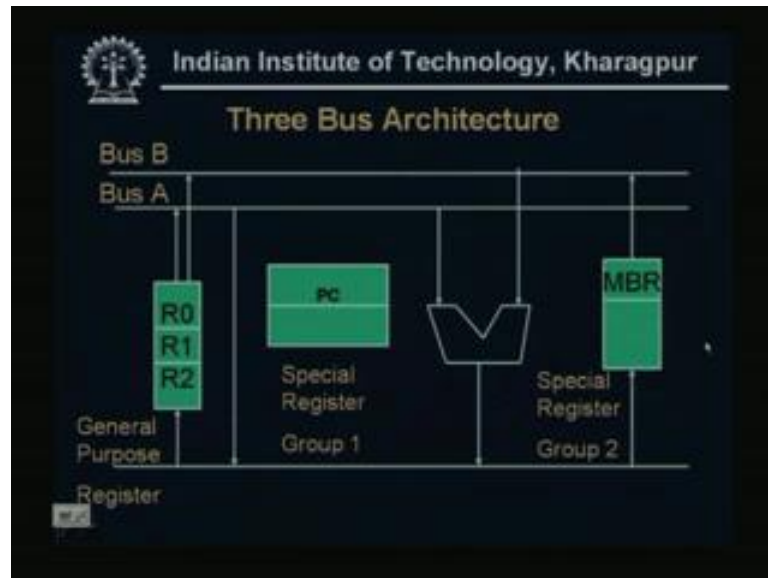 Indian Institute of Technology, Kharagpur
Three Bus Architecture
Bus B
Bus A
R0
R1
R2
PC
MBR
Special
Register
Group 1
Special
Register
Group 2
General
Purpose
Register